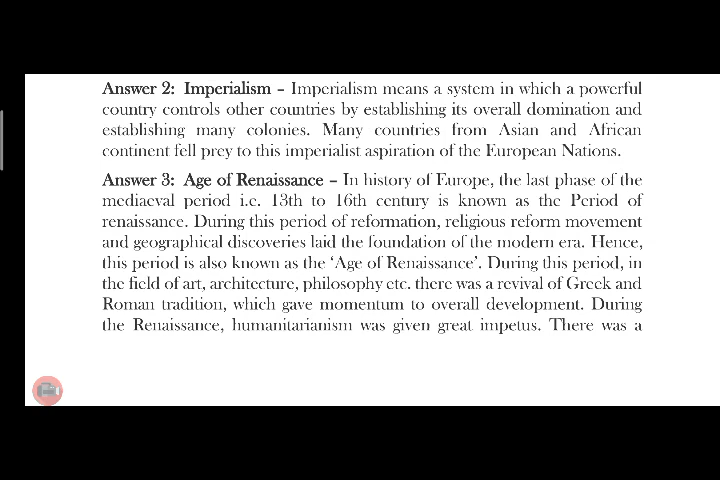 Answer 2: Imperialism – Imperialism means a system in which a powerful
country controls other countries by establishing its overall domination and
establishing many colonies. Many countries from Asian and African
continent fell prey to this imperialist aspiration of the European Nations.
Answer 3: Age of Renaissance – In history of Europe, the last phase of the
mediaeval period i.e. 13th to 16th century is known as the Period of
renaissance. During this period of reformation, religious reform movement
and geographical discoveries laid the foundation of the modern era. Hence,
this period is also known as the ‘Age of Renaissance’. During this period, in
the field of art, architecture, philosophy etc. there was a revival of Greek and
Roman tradition, which gave momentum to overall development. During
the Renaissance, humanitarianism was given great impetus. There was a